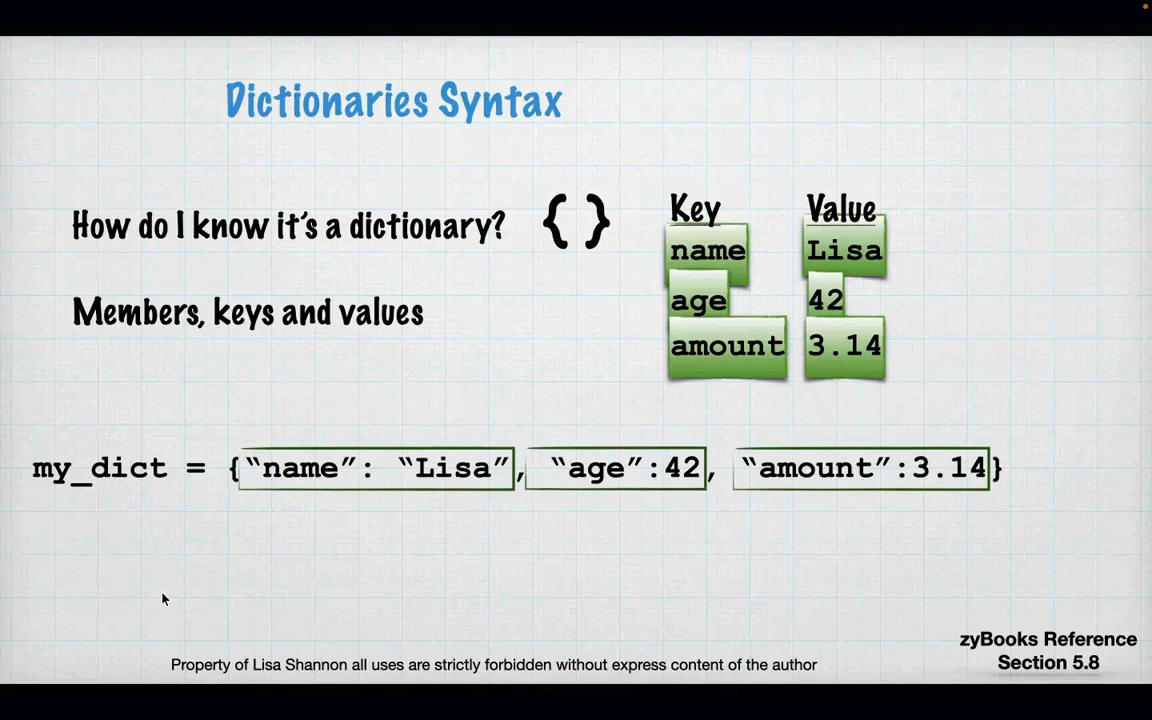 Dictionaries Syntax
How do I know it's a dictionary? { }
Key Value
name Lisa
age 42
Members, keys and values
amount 3.14
my_dict = {“name”: “Lisa”, “age”:42, “amount”:3.14}
zyBooks Reference
Section 5.8
Property of Lisa Shannon all uses are strictly forbidden without express content of the author